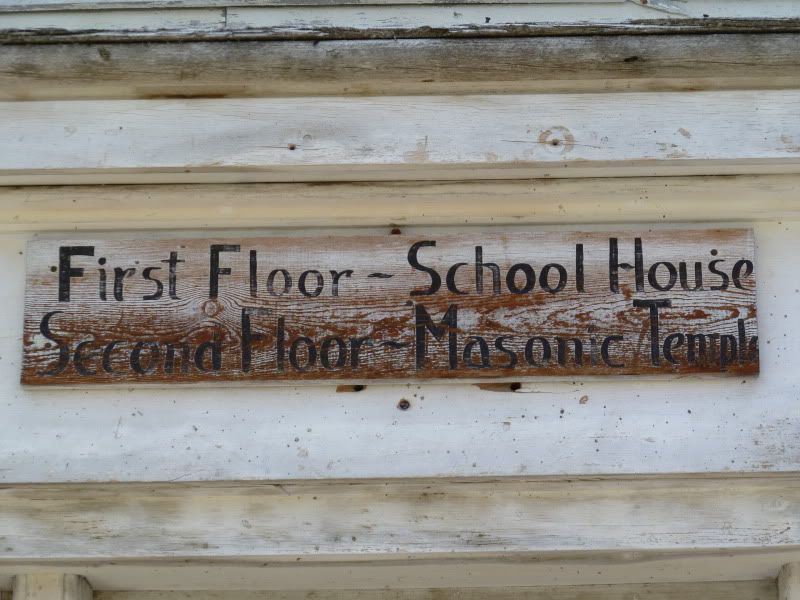 First Floor ~ School House
Second Floor ~ Masonic Temple